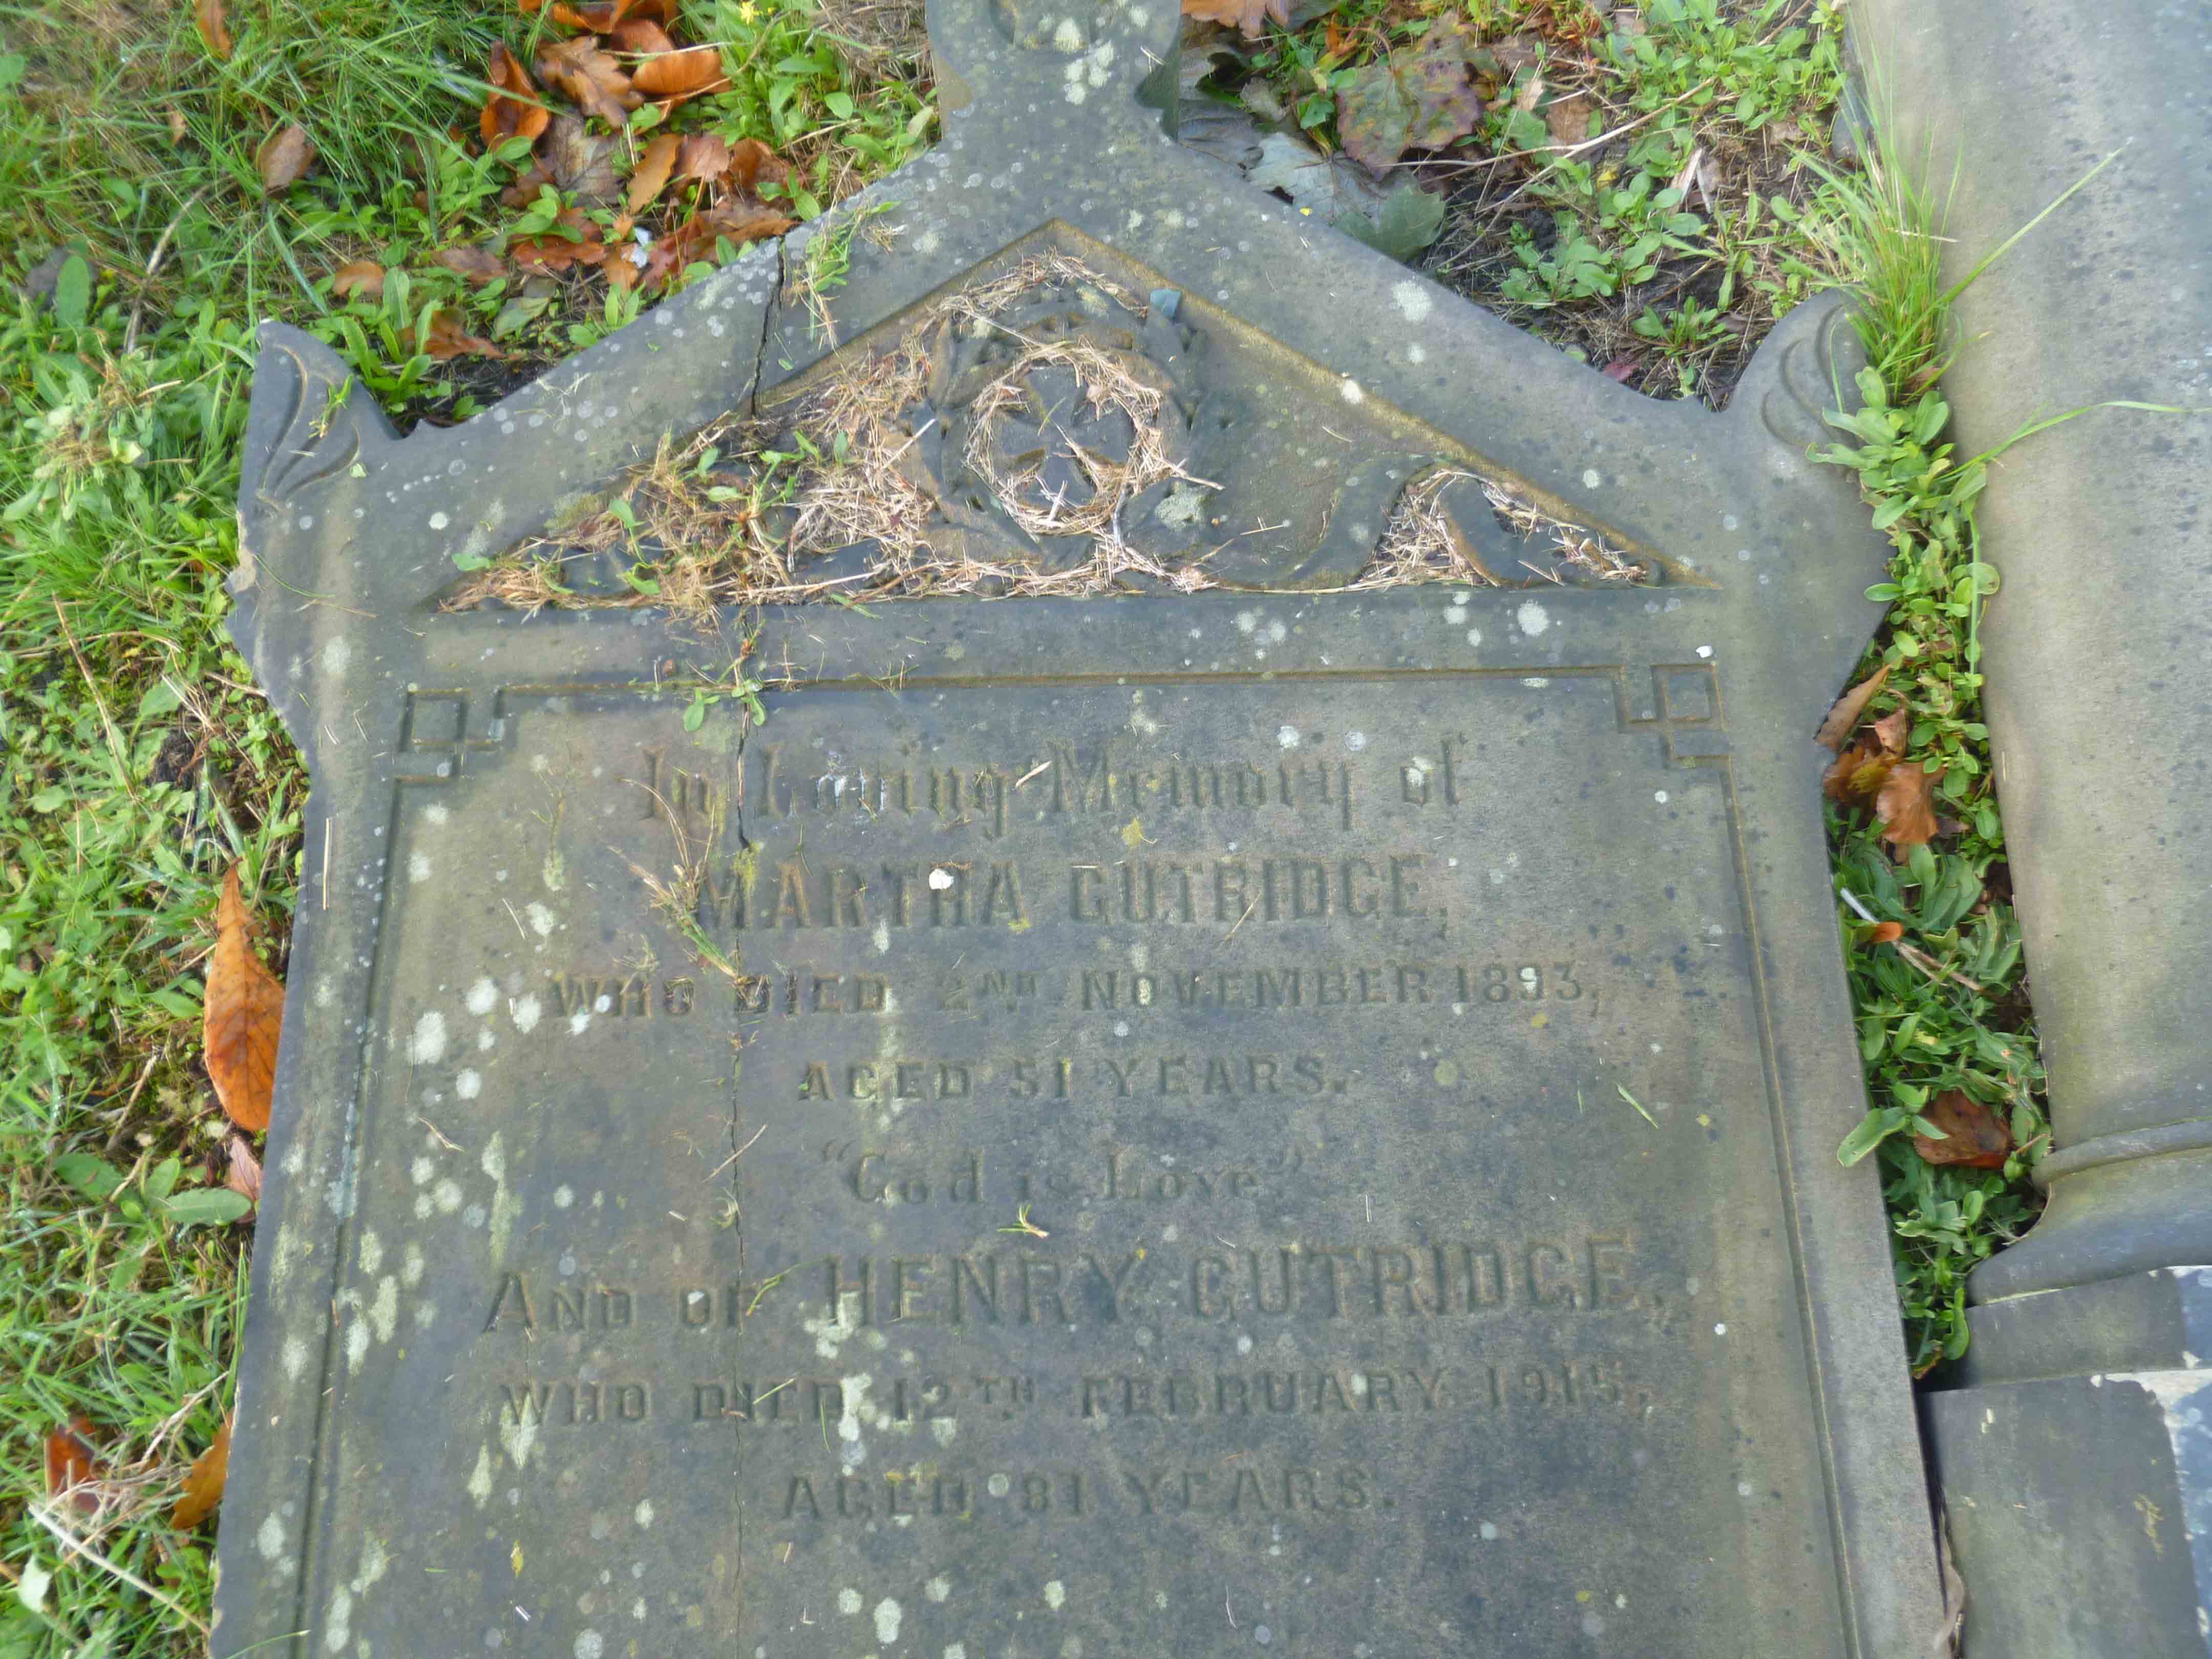 In Loving Memory of
MARTHA GUTRIDGE,
WHO DIED 2ND NOVEMBER 1893,
AGED 51 YEARS.
"God is Love"
AND OF HENRY GUTRIDGE,
WHO DIED 12TH FEBRUARY 1915,
AGED 81 YEARS.